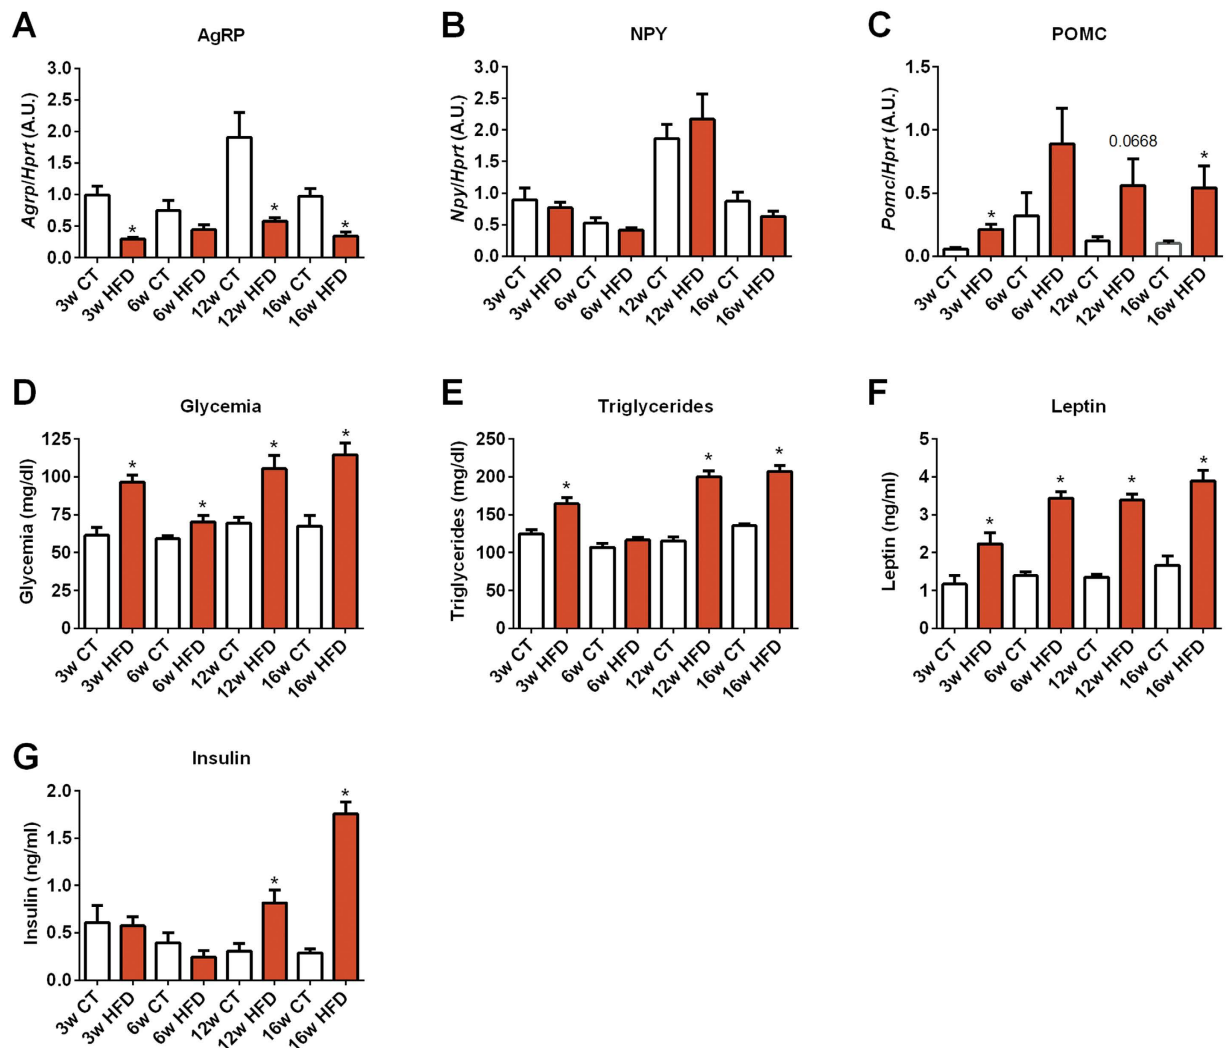 A
AgRP
Agrp/Hprt (A.U.)
3.0
2.5
2.0
1.5
1.0
0.5
0.0
*
*
*
3w CT
3w HFD
6w CT
6w HFD
12w CT
12w HFD
16w CT
16w HFD
B
NPY
Npy/Hprt (A.U.)
3.0
2.5
2.0
1.5
1.0
0.5
0.0
3w CT
3w HFD
6w CT
6w HFD
12w CT
12w HFD
16w CT
16w HFD
C
POMC
Pomc/Hprt (A.U.)
1.5
1.0
0.5
0.0
*
0.0668
*
3w CT
3w HFD
6w CT
6w HFD
12w CT
12w HFD
16w CT
16w HFD
D
Glycemia
Glycemia (mg/dl)
125
100
75
50
25
0
*
*
*
*
3w CT
3w HFD
6w CT
6w HFD
12w CT
12w HFD
16w CT
16w HFD
E
Triglycerides
Triglycerides (mg/dl)
250
200
150
100
50
0
*
*
*
3w CT
3w HFD
6w CT
6w HFD
12w CT
12w HFD
16w CT
16w HFD
F
Leptin
Leptin (ng/ml)
5
4
3
2
1
0
*
*
*
*
3w CT
3w HFD
6w CT
6w HFD
12w CT
12w HFD
16w CT
16w HFD
G
Insulin
Insulin (ng/ml)
2.0
1.5
1.0
0.5
0.0
*
*
3w CT
3w HFD
6w CT
6w HFD
12w CT
12w HFD
16w CT
16w HFD